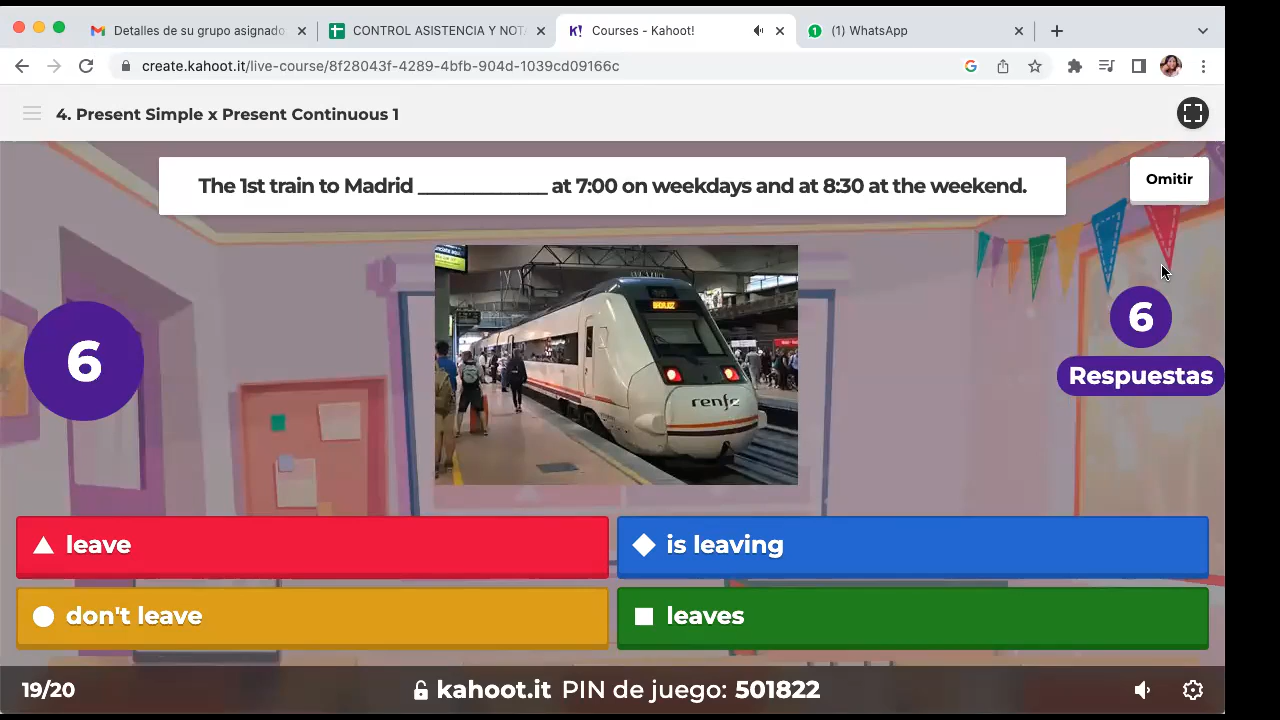 Detalles de su grupo asignado
CONTROL ASISTENCIA Y NOT
Courses - Kahoot!
(1) WhatsApp
create.kahoot.it/live-course/8f28043f-4289-4bfb-904d-1039cd09166c
4. Present Simple x Present Continuous 1
The 1st train to Madrid _____________ at 7:00 on weekdays and at 8:30 at the weekend.
Omitir
6
6
Respuestas
renfe
leave
is leaving
don't leave
leaves
19/20
kahoot.it PIN de juego: 501822